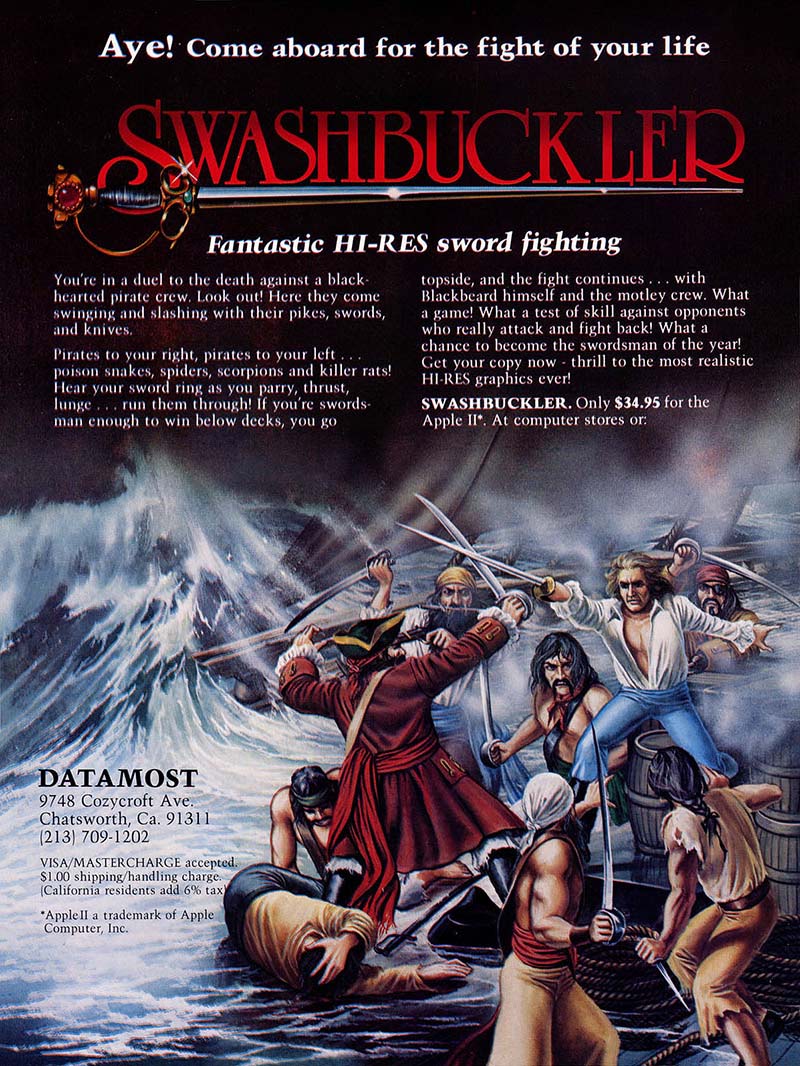 Aye! Come aboard for the fight of your life
SWASHBUCKLER
Fantastic HI-RES sword fighting
You're in a duel to the death against a black-
hearted pirate crew. Look out! Here they come
swinging and slashing with their pikes, swords,
and knives.
Pirates to your right, pirates to your left . . .
poison snakes, spiders, scorpions and killer rats!
Hear your sword ring as you parry, thrust,
lunge . . . run them through! If you're swords-
man enough to win below decks, you go
topside, and the fight continues . . . with
Blackbeard himself and the motley crew. What
a game! What a test of skill against opponents
who really attack and fight back! What a
chance to become the swordsman of the year!
Get your copy now - thrill to the most realistic
HI-RES graphics ever!
SWASHBUCKLER. Only $34.95 for the
Apple II*. At computer stores or:
DATAMOST
9748 Cozycroft Ave.
Chatsworth, Ca. 91311
(213) 709-1202
VISA/MASTERCHARGE accepted.
$1.00 shipping/handling charge.
(California residents add 6% tax)
*Apple II a trademark of Apple
Computer, Inc.